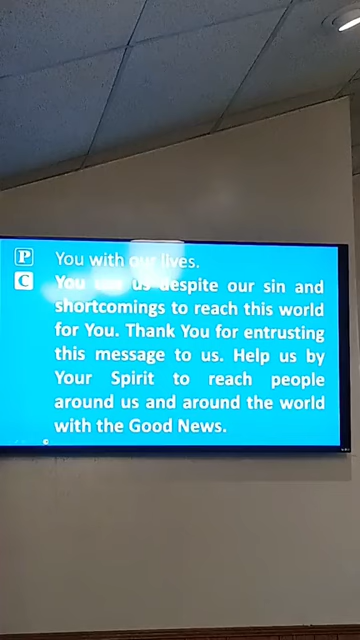 P You with our lives.
C You use us despite our sin and
shortcomings to reach this world
for You. Thank You for entrusting
this message to us. Help us by
Your Spirit to reach people
around us and around the world
with the Good News.